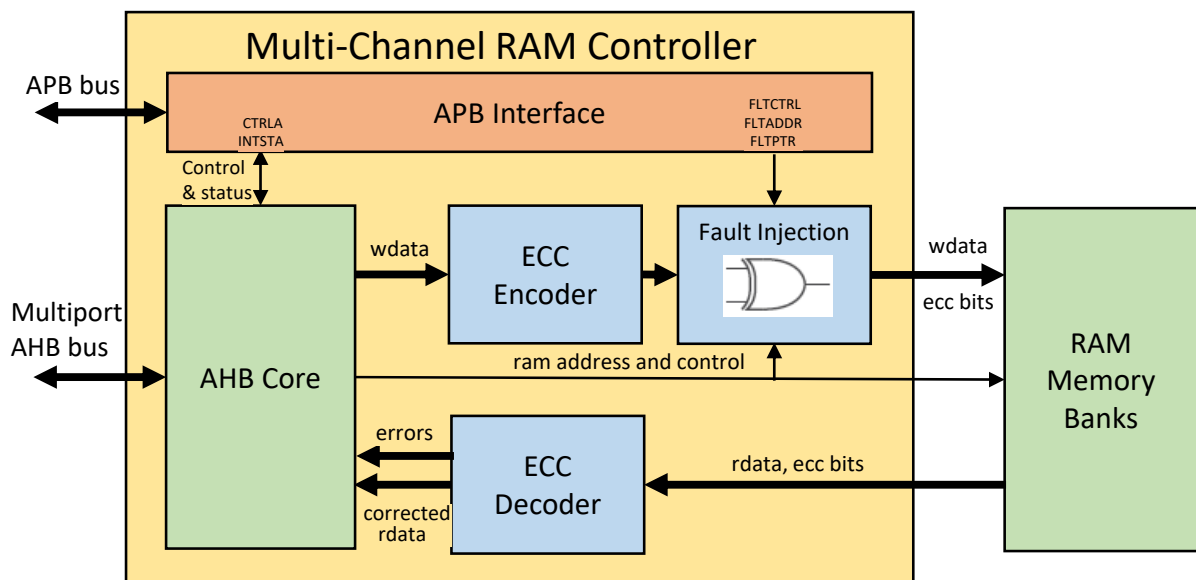 Multi-Channel RAM Controller
APB bus
APB Interface
CTRLA
INTSTA
FLTCTRL
FLTADDR
FLTPTR
Control
& status
wdata
ECC
Encoder
Fault Injection
wdata
ecc bits
Multiport
AHB bus
AHB Core
ram address and control
RAM
Memory
Banks
errors
corrected
rdata
ECC
Decoder
rdata, ecc bits